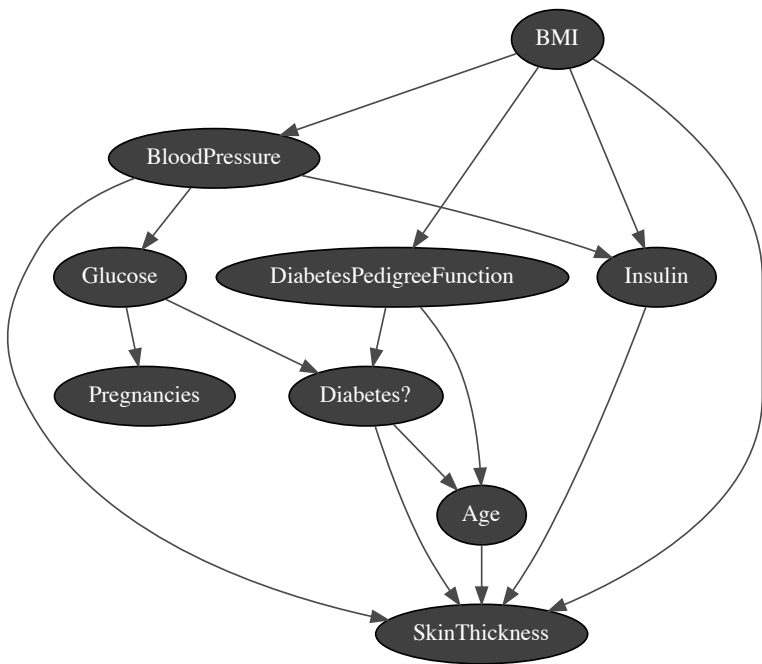 BMI
BloodPressure
Glucose
DiabetesPedigreeFunction
Insulin
Pregnancies
Diabetes?
Age
SkinThickness